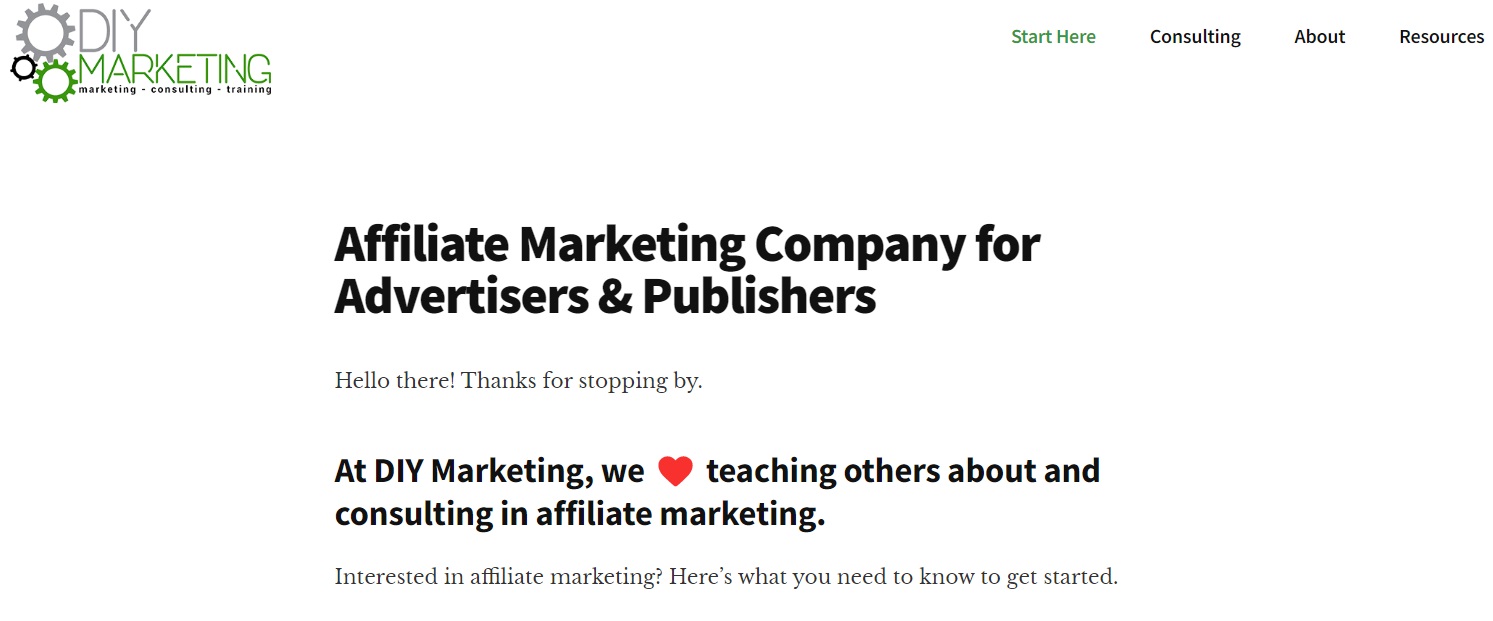 DIY
MARKETING
marketing - consulting - training
Start Here Consulting About Resources
Affiliate Marketing Company for
Advertisers & Publishers
Hello there! Thanks for stopping by.
At DIY Marketing, we ❤ teaching others about and
consulting in affiliate marketing.
Interested in affiliate marketing? Here’s what you need to know to get started.